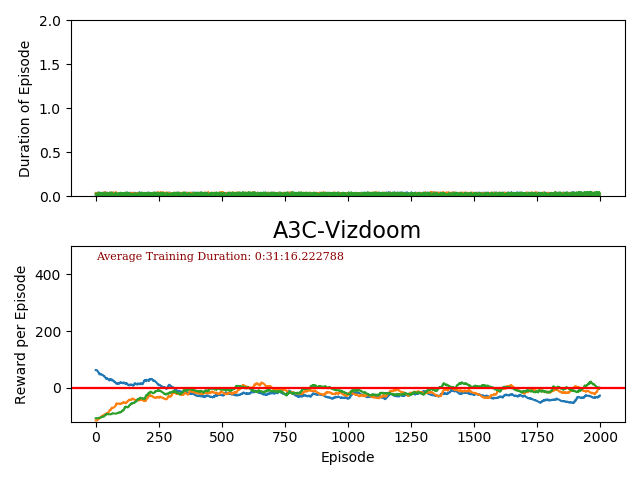 2.0
1.5
1.0
0.5
0.0
Duration of Episode
A3C-Vizdoom
Average Training Duration: 0:31:16.222788
400
200
0
Reward per Episode
0 250 500 750 1000 1250 1500 1750 2000
Episode